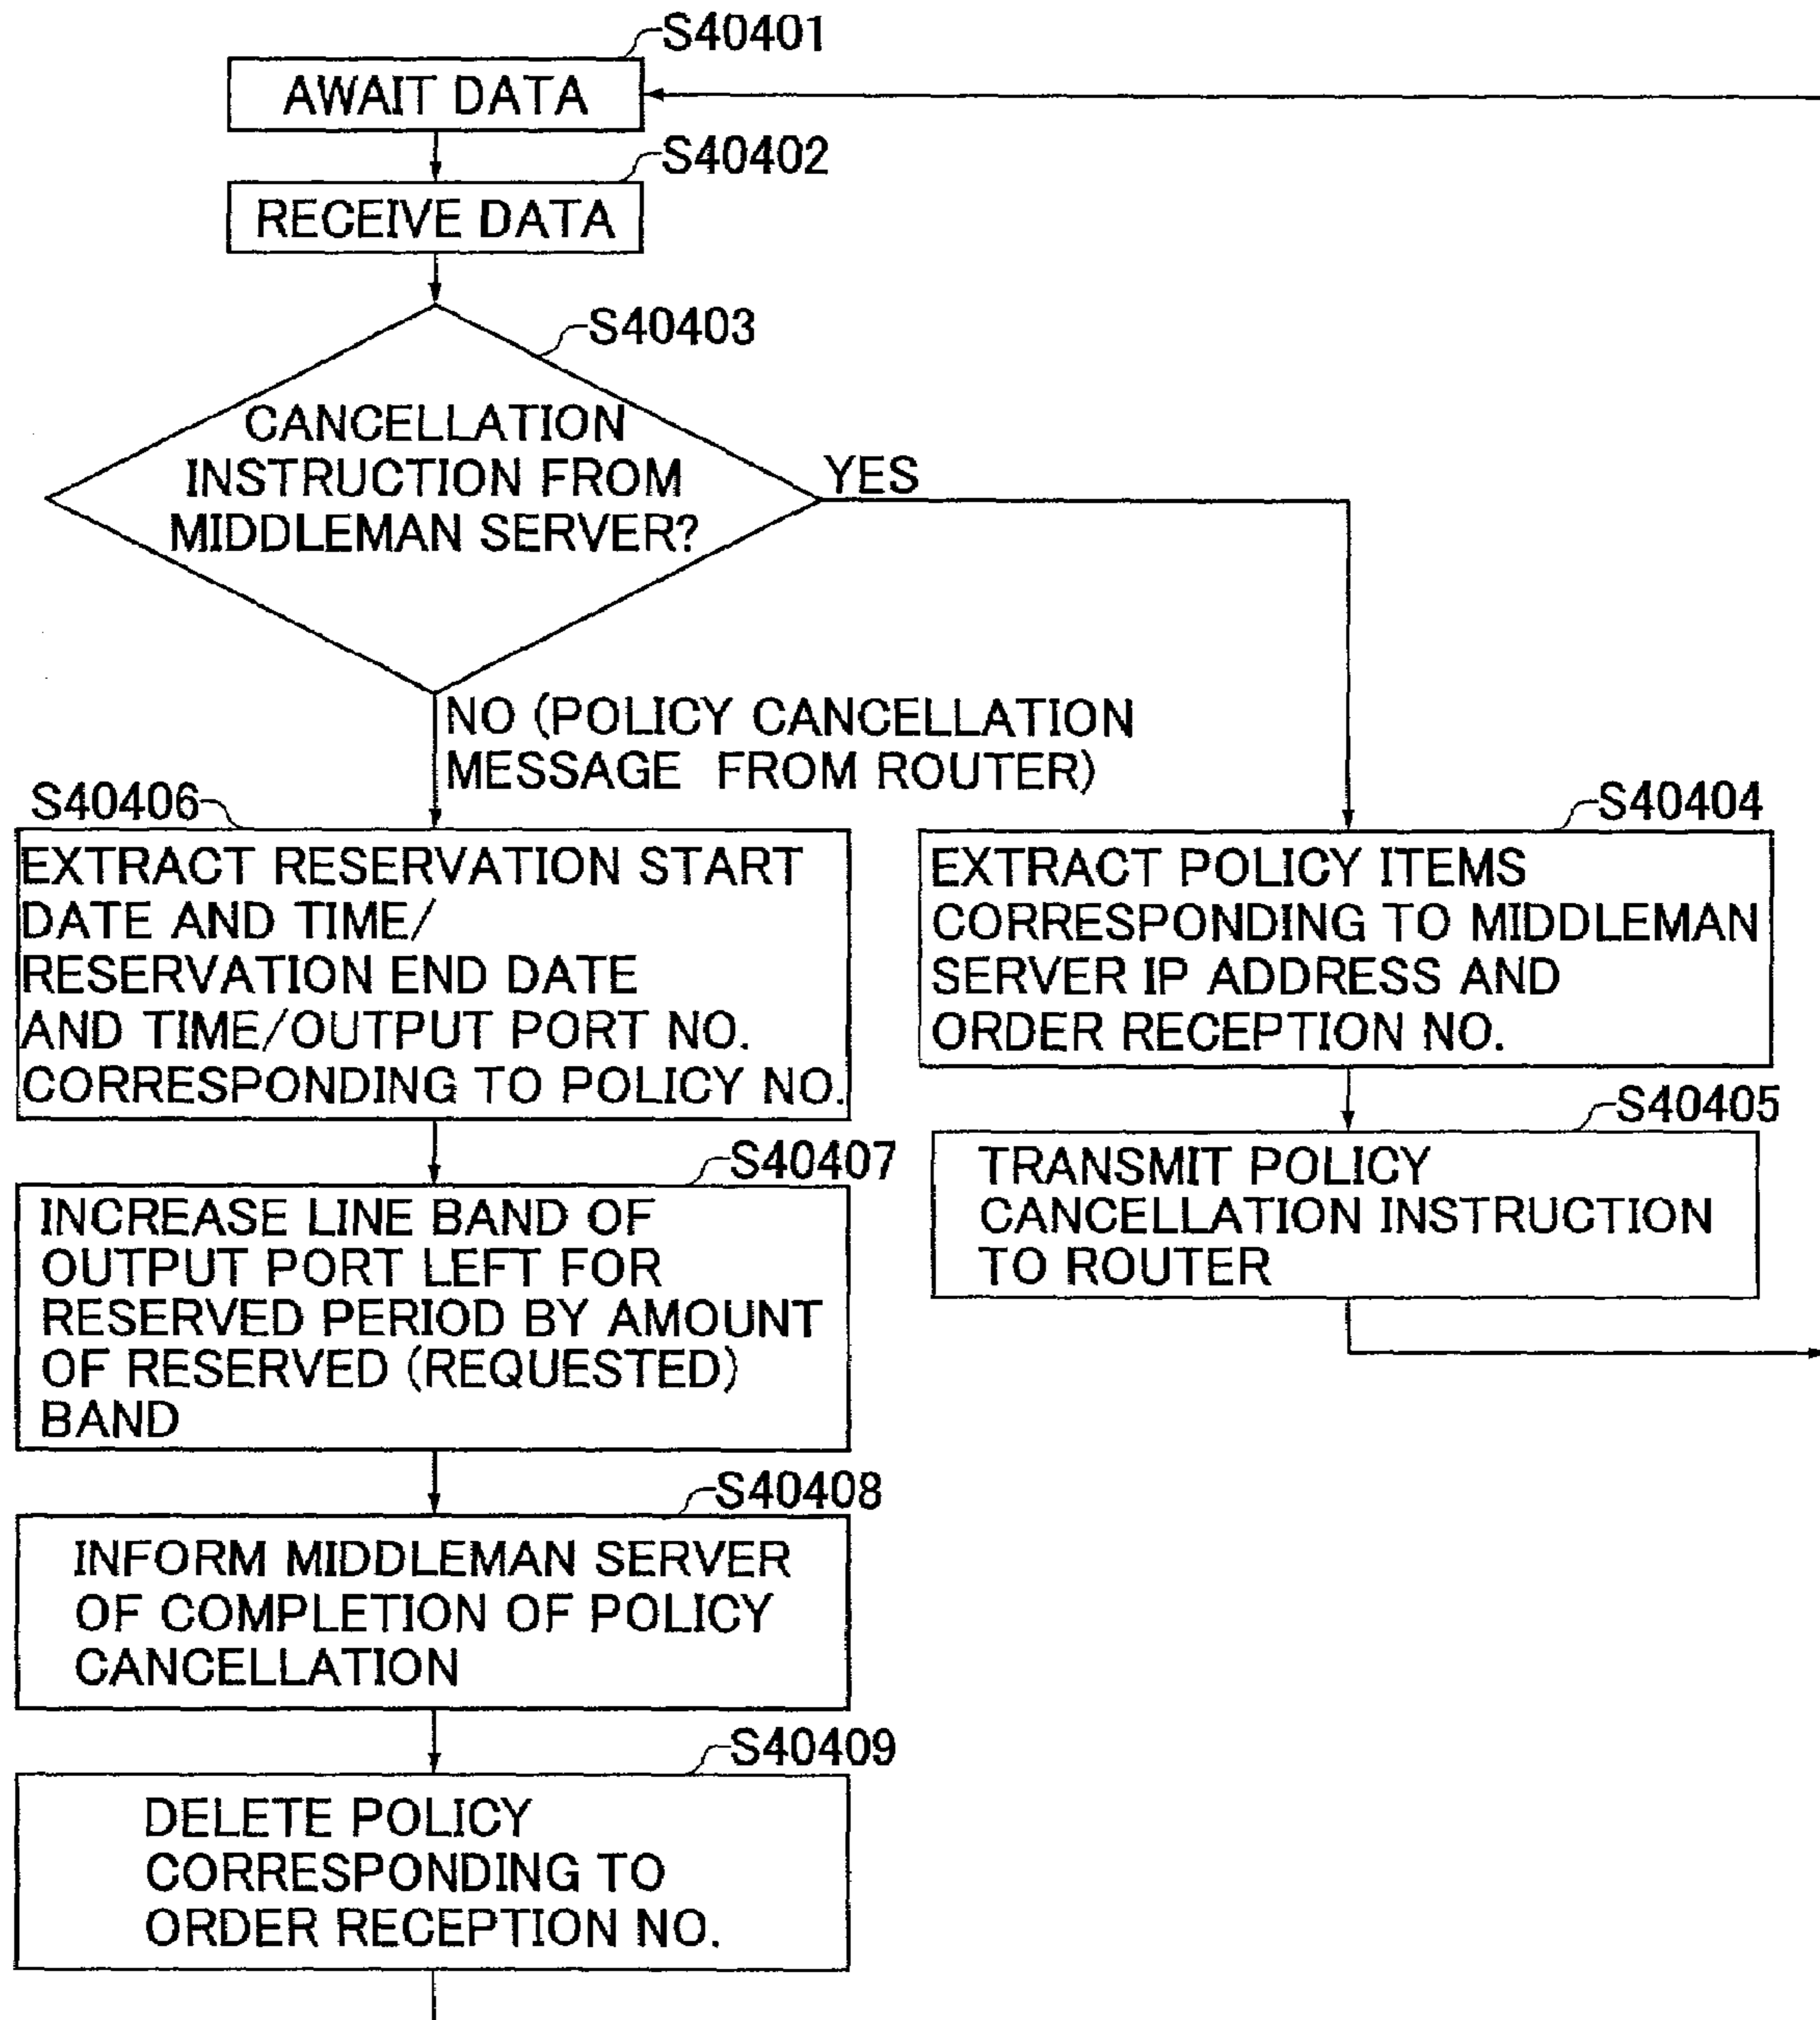 S40401
AWAIT DATA
S40402
RECEIVE DATA
S40403
CANCELLATION
INSTRUCTION FROM
MIDDLEMAN SERVER?
YES
NO (POLICY CANCELLATION
MESSAGE FROM ROUTER)
S40406
EXTRACT RESERVATION START
DATE AND TIME/
RESERVATION END DATE
AND TIME/OUTPUT PORT NO.
CORRESPONDING TO POLICY NO.
S40404
EXTRACT POLICY ITEMS
CORRESPONDING TO MIDDLEMAN
SERVER IP ADDRESS AND
ORDER RECEPTION NO.
S40405
TRANSMIT POLICY
CANCELLATION INSTRUCTION
TO ROUTER
S40407
INCREASE LINE BAND OF
OUTPUT PORT LEFT FOR
RESERVED PERIOD BY AMOUNT
OF RESERVED (REQUESTED)
BAND
S40408
INFORM MIDDLEMAN SERVER
OF COMPLETION OF POLICY
CANCELLATION
S40409
DELETE POLICY
CORRESPONDING TO
ORDER RECEPTION NO.